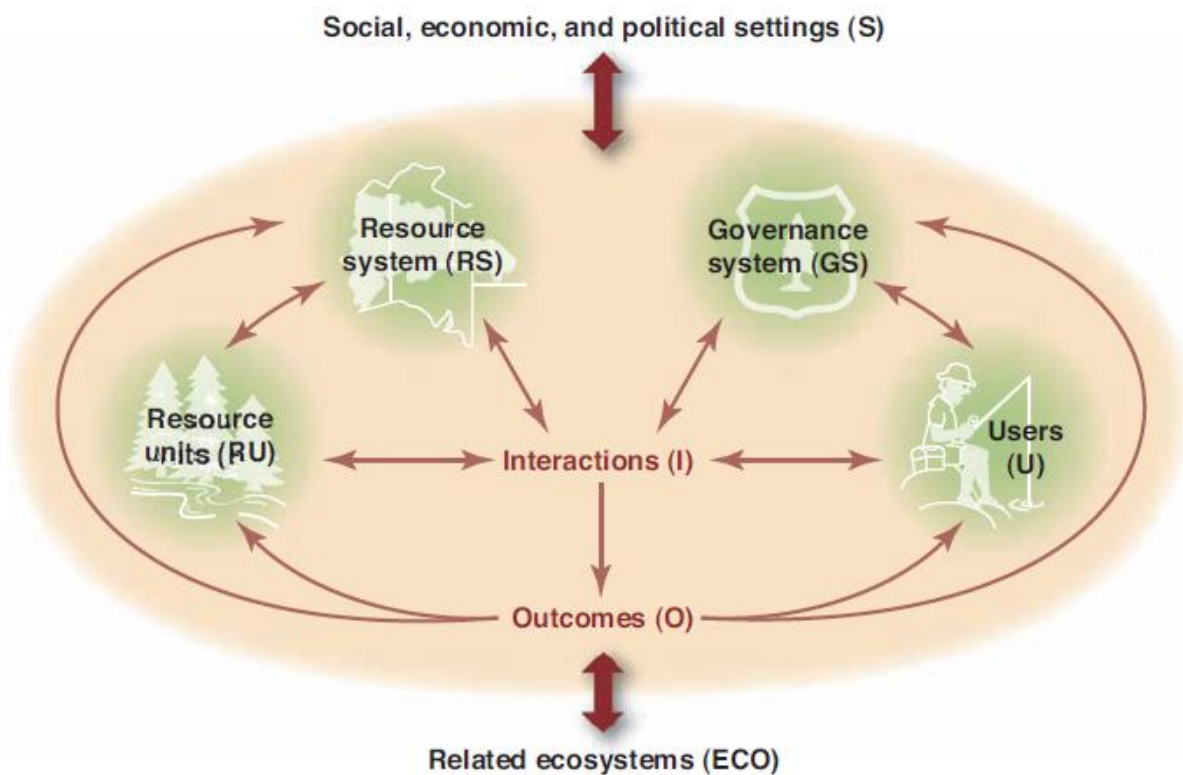 Social, economic, and political settings (S)
Resource
system (RS)
Governance
system (GS)
Resource
units (RU)
Interactions (I)
Users
(U)
Outcomes (O)
Related ecosystems (ECO)